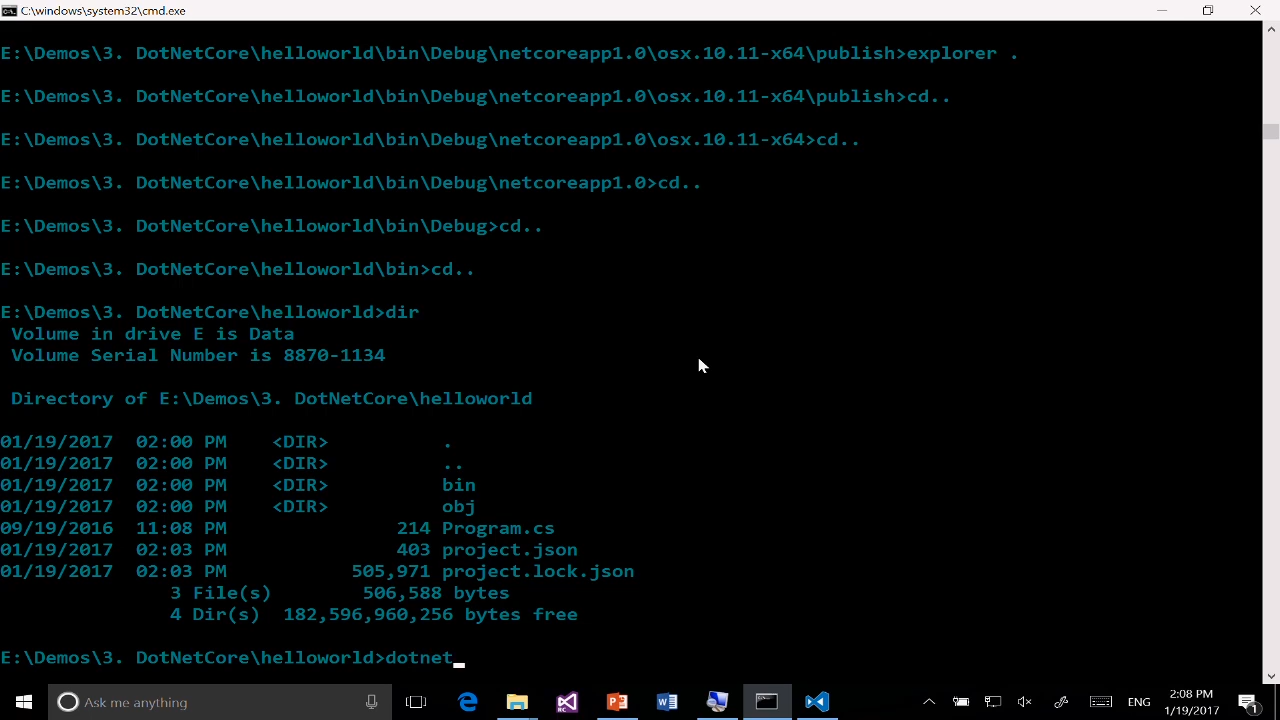 C:\windows\system32\cmd.exe
E:\Demos\3. DotNetCore\helloworld\bin\Debug\netcoreapp1.0\osx.10.11-x64\publish>explorer .
E:\Demos\3. DotNetCore\helloworld\bin\Debug\netcoreapp1.0\osx.10.11-x64\publish>cd..
E:\Demos\3. DotNetCore\helloworld\bin\Debug\netcoreapp1.0\osx.10.11-x64>cd..
E:\Demos\3. DotNetCore\helloworld\bin\Debug\netcoreapp1.0>cd..
E:\Demos\3. DotNetCore\helloworld\bin\Debug>cd..
E:\Demos\3. DotNetCore\helloworld\bin>cd..
E:\Demos\3. DotNetCore\helloworld>dir
Volume in drive E is Data
Volume Serial Number is 8870-1134
Directory of E:\Demos\3. DotNetCore\helloworld
01/19/2017 02:00 PM <DIR> .
01/19/2017 02:00 PM <DIR> ..
01/19/2017 02:00 PM <DIR> bin
01/19/2017 02:00 PM <DIR> obj
09/19/2016 11:08 PM 214 Program.cs
01/19/2017 02:03 PM 403 project.json
01/19/2017 02:03 PM 505,971 project.lock.json
3 File(s) 506,588 bytes
4 Dir(s) 182,596,960,256 bytes free
E:\Demos\3. DotNetCore\helloworld>dotnet_
Ask me anything
ENG
2:08 PM
1/19/2017
1